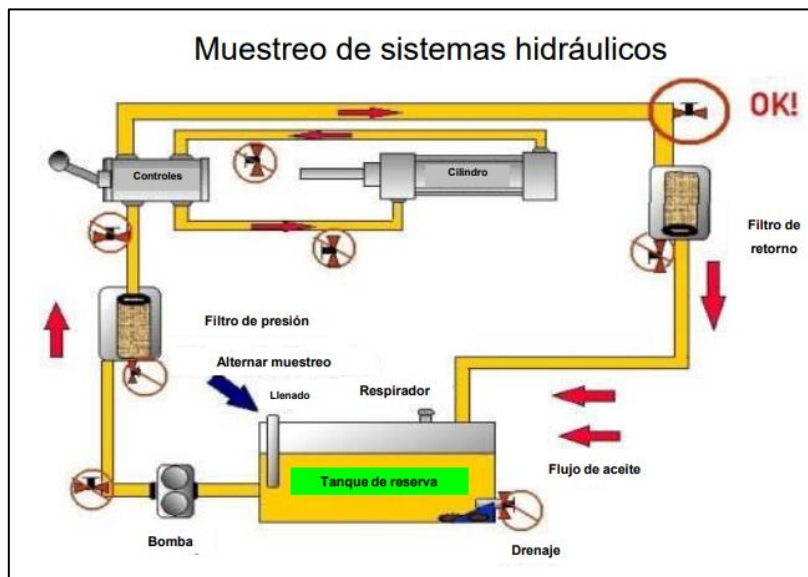 Muestreo de sistemas hidráulicos
OK!
Controles
Cilindro
Filtro de
retorno
Filtro de presión
Alternar muestreo
Llenado
Respirador
Tanque de reserva
Flujo de aceite
Bomba
Drenaje